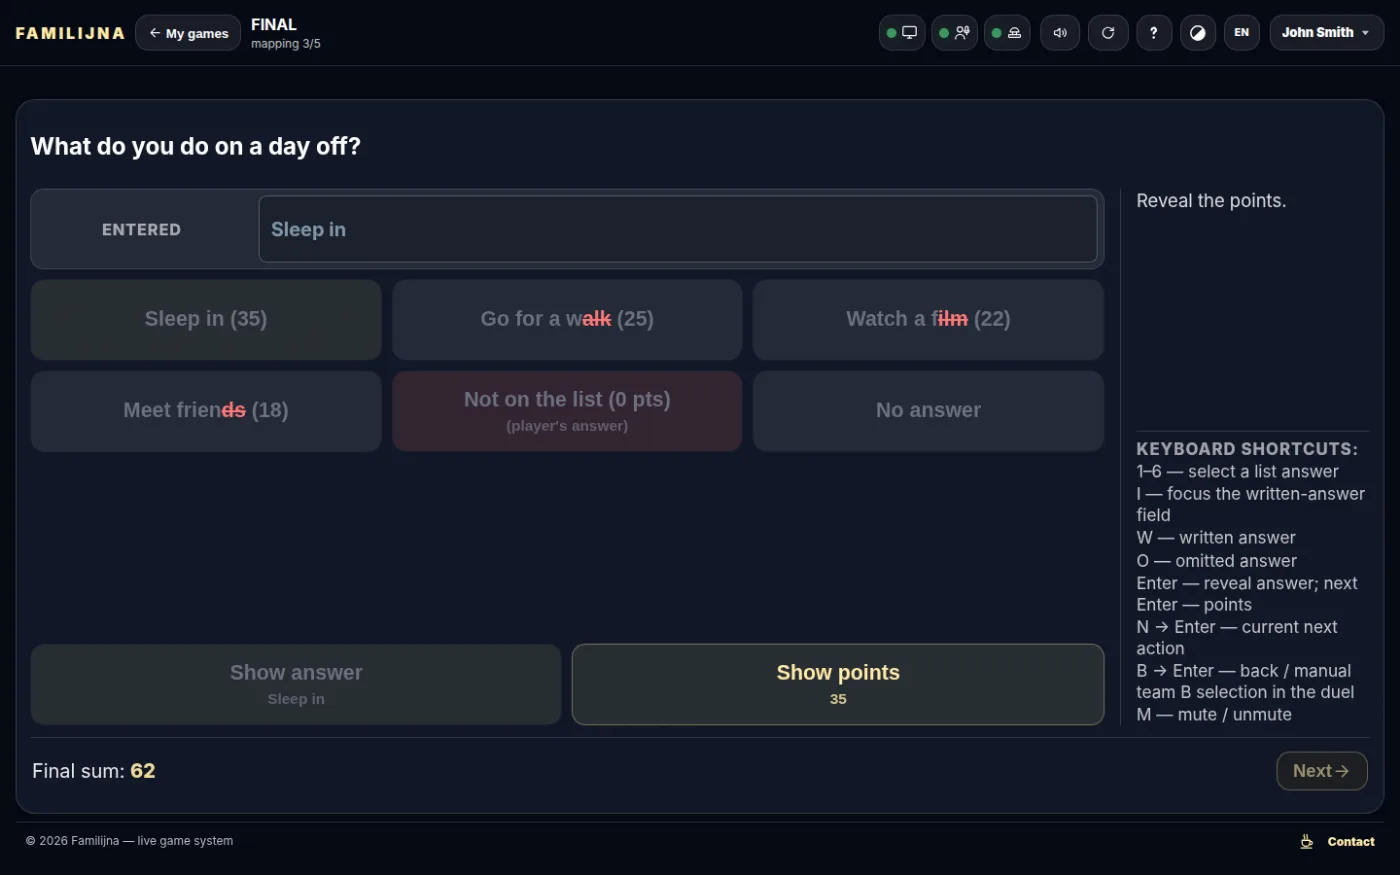 FAMILIJNA
← My games
FINAL
mapping 3/5
?
EN
John Smith
What do you do on a day off?
ENTERED
Sleep in
Sleep in (35)
Go for a walk (25)
Watch a film (22)
Meet friends (18)
Not on the list (0 pts)
(player's answer)
No answer
Show answer
Sleep in
Show points
35
Reveal the points.
KEYBOARD SHORTCUTS:
1–6 — select a list answer
I — focus the written-answer
field
W — written answer
O — omitted answer
Enter — reveal answer; next
Enter — points
N → Enter — current next
action
B → Enter — back / manual
team B selection in the duel
M — mute / unmute
Final sum: 62
Next→
© 2026 Familijna — live game system
Contact